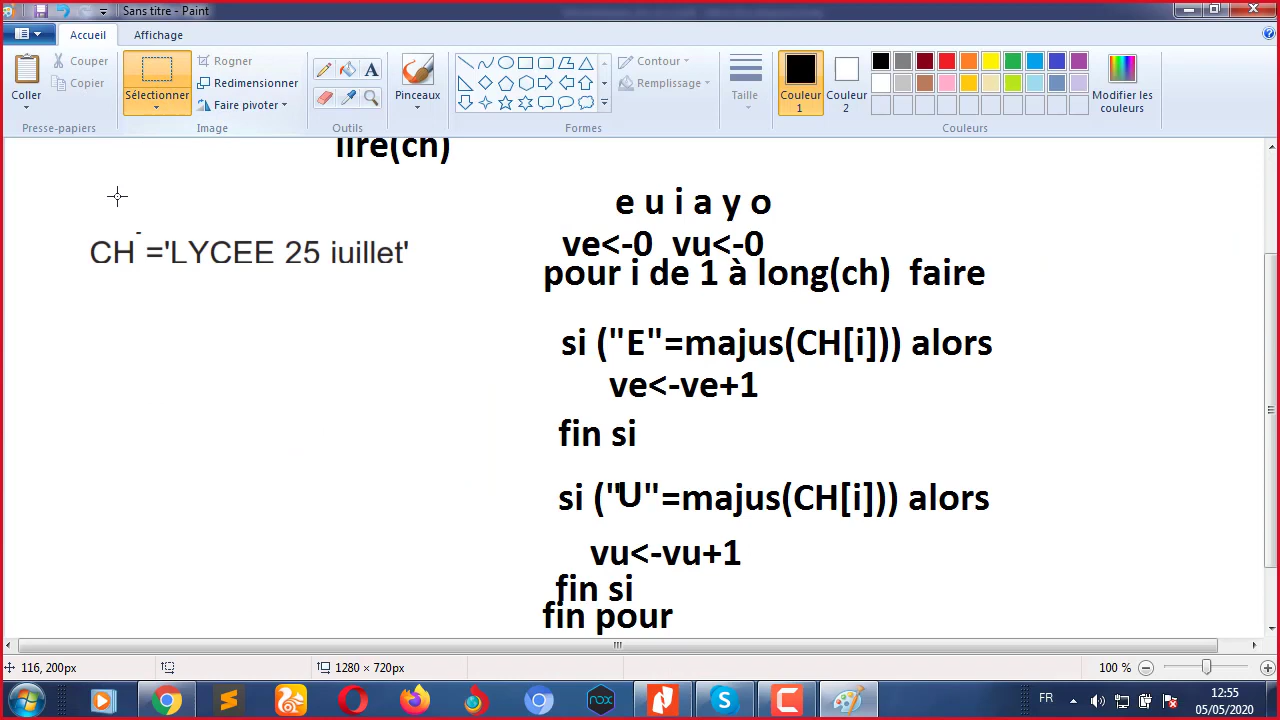 Sans titre - Paint
Accueil Affichage
Coller
Couper
Copier
Presse-papiers
Sélectionner
Rogner
Redimensionner
Faire pivoter
Image
A
Outils
Pinceaux
Contour
Remplissage
Formes
Taille
Couleur 1
Couleur 2
Modifier les couleurs
Couleurs
lire(ch)
CH ='LYCEE 25 juillet'
e u i a y o
ve<-0 vu<-0
pour i de 1 à long(ch) faire
si ("E"=majus(CH[i])) alors
ve<-ve+1
fin si
si ("U"=majus(CH[i])) alors
vu<-vu+1
fin si
fin pour
116, 200px
1280 × 720px
100 %
FR
12:55
05/05/2020